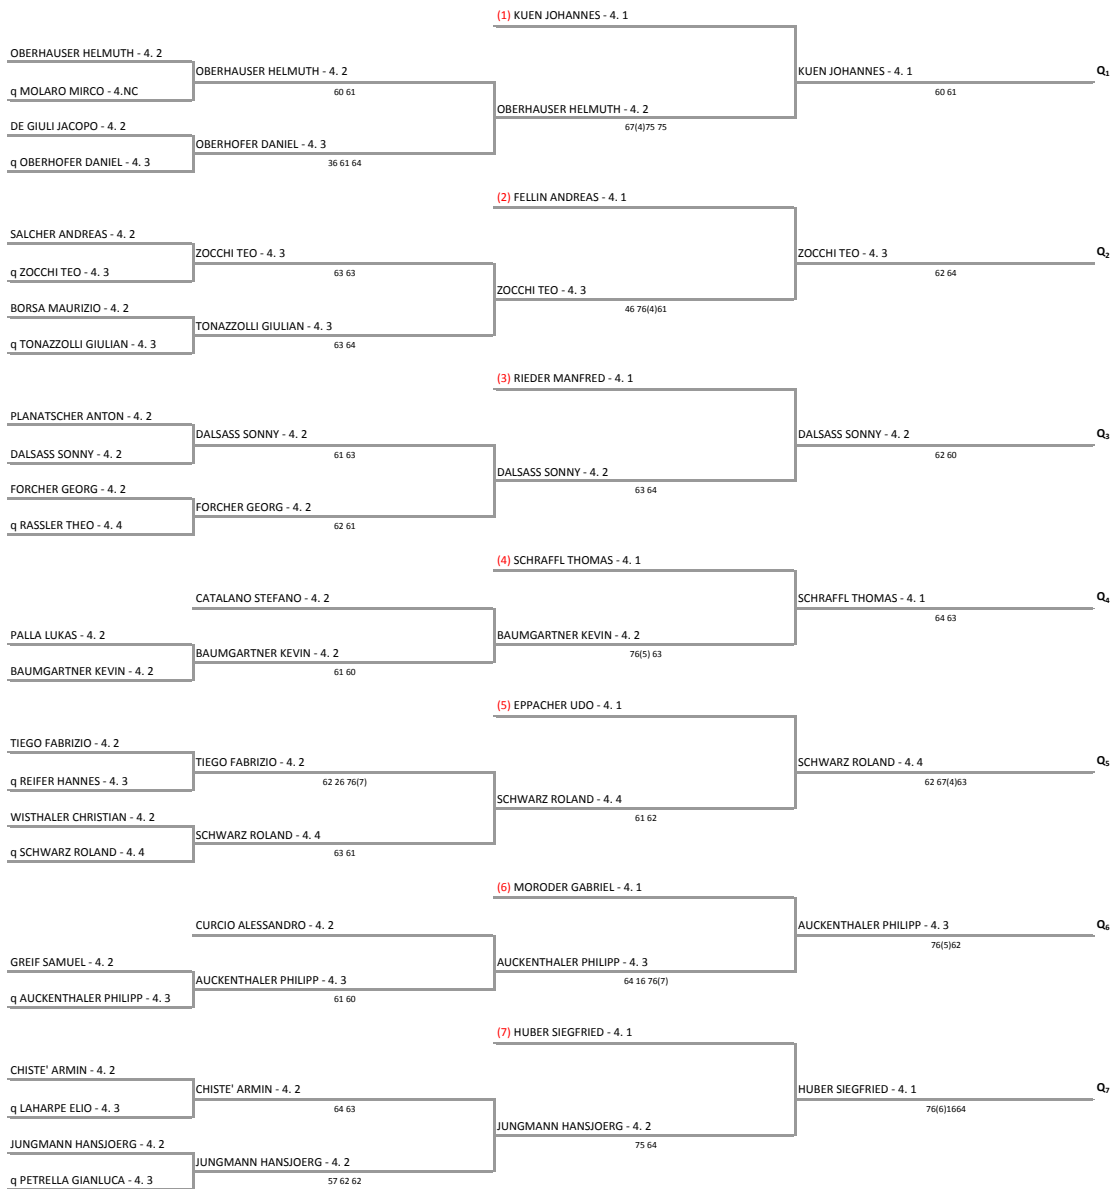 (1) KUEN JOHANNES - 4. 1
OBERHAUSER HELMUTH - 4. 2
OBERHAUSER HELMUTH - 4. 2
KUEN JOHANNES - 4. 1
Q1
q MOLARO MIRCO - 4.NC
60 61
60 61
OBERHAUSER HELMUTH - 4. 2
DE GIULI JACOPO - 4. 2
67(4)75 75
OBERHOFER DANIEL - 4. 3
q OBERHOFER DANIEL - 4. 3
36 61 64
(2) FELLIN ANDREAS - 4. 1
SALCHER ANDREAS - 4. 2
ZOCCHI TEO - 4. 3
ZOCCHI TEO - 4. 3
Q2
q ZOCCHI TEO - 4. 3
63 63
62 64
ZOCCHI TEO - 4. 3
BORSA MAURIZIO - 4. 2
46 76(4)61
TONAZZOLLI GIULIAN - 4. 3
q TONAZZOLLI GIULIAN - 4. 3
63 64
(3) RIEDER MANFRED - 4. 1
PLANATSCHER ANTON - 4. 2
DALSASS SONNY - 4. 2
DALSASS SONNY - 4. 2
Q3
DALSASS SONNY - 4. 2
61 63
62 60
DALSASS SONNY - 4. 2
FORCHER GEORG - 4. 2
63 64
FORCHER GEORG - 4. 2
q RASSLER THEO - 4. 4
62 61
(4) SCHRAFFL THOMAS - 4. 1
CATALANO STEFANO - 4. 2
SCHRAFFL THOMAS - 4. 1
Q4
64 63
PALLA LUKAS - 4. 2
BAUMGARTNER KEVIN - 4. 2
BAUMGARTNER KEVIN - 4. 2
76(5) 63
BAUMGARTNER KEVIN - 4. 2
61 60
(5) EPPACHER UDO - 4. 1
TIEGO FABRIZIO - 4. 2
TIEGO FABRIZIO - 4. 2
SCHWARZ ROLAND - 4. 4
Q5
q REIFER HANNES - 4. 3
62 26 76(7)
62 67(4)63
SCHWARZ ROLAND - 4. 4
WISTHALER CHRISTIAN - 4. 2
61 62
SCHWARZ ROLAND - 4. 4
q SCHWARZ ROLAND - 4. 4
63 61
(6) MORODER GABRIEL - 4. 1
CURCIO ALESSANDRO - 4. 2
AUCKENTHALER PHILIPP - 4. 3
Q6
76(5)62
GREIF SAMUEL - 4. 2
AUCKENTHALER PHILIPP - 4. 3
AUCKENTHALER PHILIPP - 4. 3
64 16 76(7)
q AUCKENTHALER PHILIPP - 4. 3
61 60
(7) HUBER SIEGFRIED - 4. 1
CHISTE' ARMIN - 4. 2
CHISTE' ARMIN - 4. 2
HUBER SIEGFRIED - 4. 1
Q7
q LAHARPE ELIO - 4. 3
64 63
76(6)1664
JUNGMANN HANSJOERG - 4. 2
JUNGMANN HANSJOERG - 4. 2
75 64
JUNGMANN HANSJOERG - 4. 2
q PETRELLA GIANLUCA - 4. 3
57 62 62